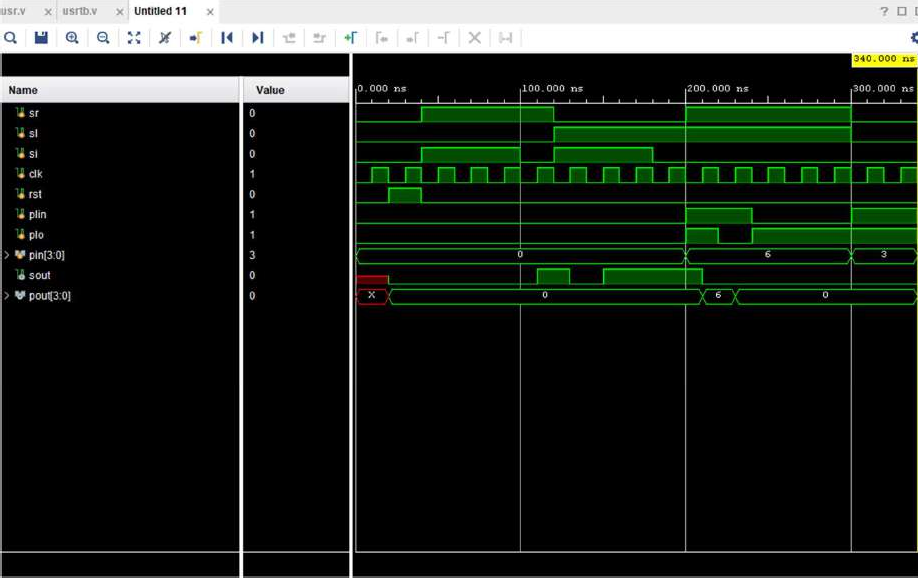 usr.v × usrtb.v × Untitled 11 ×
?
340.000 ns
Name Value
0.000 ns 100.000 ns 200.000 ns 300.000 ns
sr 0
sl 0
si 0
clk 1
rst 0
plin 1
plo 1
pin[3:0] 3 0 6 3
sout 0
pout[3:0] 0 X 0 6 0